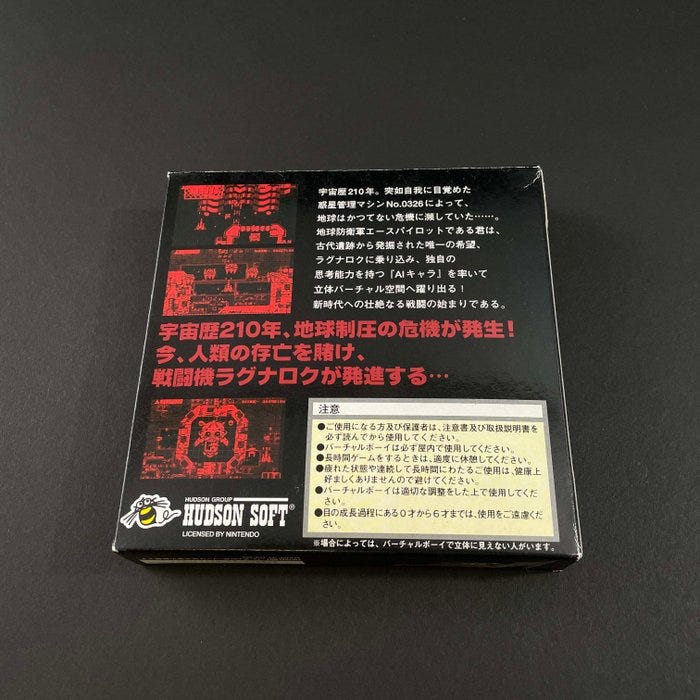 宇宙歴210年。突如自我に目覚めた
惑星管理マシンNo.0326によって、
地球はかつてない危機に瀕していた……。
地球防衛軍エースパイロットである君は、
古代遺跡から発掘された唯一の希望、
ラグナロクに乗り込み、独自の
思考能力を持つ『AIキャラ』を率いて
立体バーチャル空間へ躍り出る!
新時代への壮絶なる戦闘の始まりである。
宇宙歴210年、地球制圧の危機が発生!
今、人類の存亡を賭け、
戦闘機ラグナロクが発進する…
注意
●ご使用になる方及び保護者は、注意書及び取扱説明書を
必ず読んでから使用してください。
●バーチャルボーイは必ず屋内で使用してください。
●長時間ゲームをするときは、適度に休憩してください。
●疲れた状態や連続して長時間にわたるご使用は、健康上
好ましくありませんので避けてください。
●バーチャルボーイは適切な調整をした上で使用してくだ
さい。
●目の成長過程にある0才から6才までは、使用をご遠慮くだ
さい。
※場合によっては、バーチャルボーイで立体に見えない人がいます。
HUDSON GROUP
HUDSON SOFT®
LICENSED BY NINTENDO